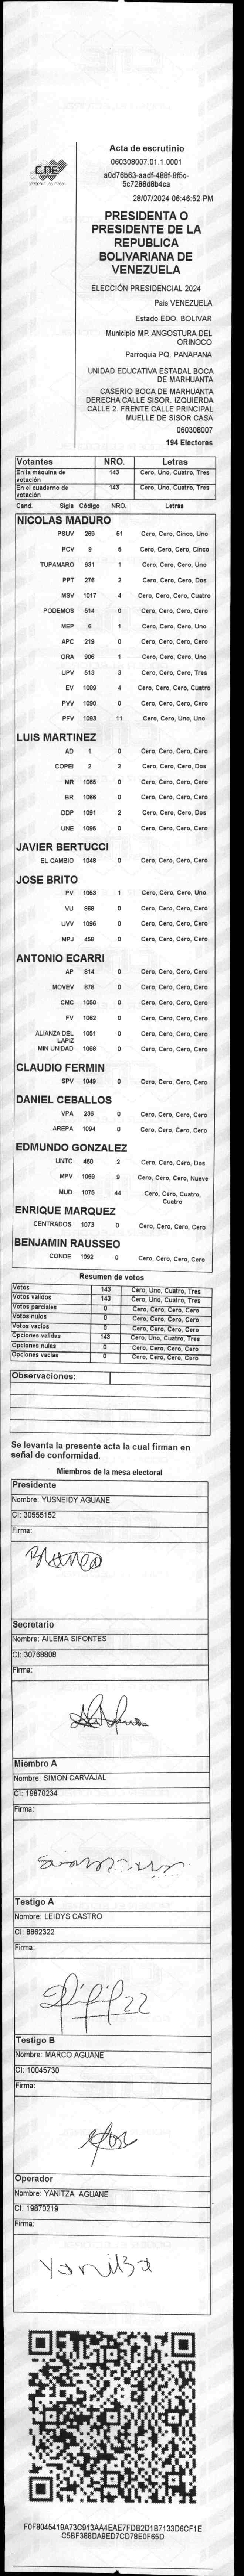 CNE
Acta de escrutinio
060308007.01.1.0001
a0d76b63-aadf-488f-8f5c-
5c7288d8b4ca
28/07/2024 06:46:52 PM
PRESIDENTA O
PRESIDENTE DE LA
REPUBLICA
BOLIVARIANA DE
VENEZUELA
ELECCIÓN PRESIDENCIAL 2024
Pais VENEZUELA
Estado EDO. BOLIVAR
Municipio MP. ANGOSTURA DEL
ORINOCO
Parroquia PQ. PANAPANA
UNIDAD EDUCATIVA ESTADAL BOCA
DE MARHUANTA
CASERIO BOCA DE MARHUANTA
DERECHA CALLE SISOR. IZQUIERDA
CALLE 2. FRENTE CALLE PRINCIPAL
MUELLE DE SISOR CASA
060308007
194 Electores
Votantes NRO. Letras
En la máquina de votación 143 Cero, Uno, Cuatro, Tres
En el cuaderno de votación 143 Cero, Uno, Cuatro, Tres
Cand. Sigla Código NRO. Letras
NICOLAS MADURO
PSUV 269 51 Cero, Cero, Cinco, Uno
PCV 9 5 Cero, Cero, Cero, Cinco
TUPAMARO 931 1 Cero, Cero, Cero, Uno
PPT 276 2 Cero, Cero, Cero, Dos
MSV 1017 4 Cero, Cero, Cero, Cuatro
PODEMOS 514 0 Cero, Cero, Cero, Cero
MEP 6 1 Cero, Cero, Cero, Uno
APC 219 0 Cero, Cero, Cero, Cero
ORA 906 1 Cero, Cero, Cero, Uno
UPV 513 3 Cero, Cero, Cero, Tres
EV 1089 4 Cero, Cero, Cero, Cuatro
PVV 1090 0 Cero, Cero, Cero, Cero
PFV 1093 11 Cero, Cero, Uno, Uno
LUIS MARTINEZ
AD 1 0 Cero, Cero, Cero, Cero
COPEI 2 2 Cero, Cero, Cero, Dos
MR 1065 0 Cero, Cero, Cero, Cero
BR 1066 0 Cero, Cero, Cero, Cero
DDP 1091 2 Cero, Cero, Cero, Dos
UNE 1095 0 Cero, Cero, Cero, Cero
JAVIER BERTUCCI
EL CAMBIO 1048 0 Cero, Cero, Cero, Cero
JOSE BRITO
PV 1053 1 Cero, Cero, Cero, Uno
VU 868 0 Cero, Cero, Cero, Cero
UVV 1096 0 Cero, Cero, Cero, Cero
MPJ 458 0 Cero, Cero, Cero, Cero
ANTONIO ECARRI
AP 814 0 Cero, Cero, Cero, Cero
MOVEV 878 0 Cero, Cero, Cero, Cero
CMC 1050 0 Cero, Cero, Cero, Cero
FV 1062 0 Cero, Cero, Cero, Cero
ALIANZA DEL LAPIZ 1051 0 Cero, Cero, Cero, Cero
MIN UNIDAD 1068 0 Cero, Cero, Cero, Cero
CLAUDIO FERMIN
SPV 1049 0 Cero, Cero, Cero, Cero
DANIEL CEBALLOS
VPA 236 0 Cero, Cero, Cero, Cero
AREPA 1094 0 Cero, Cero, Cero, Cero
EDMUNDO GONZALEZ
UNTC 460 2 Cero, Cero, Cero, Dos
MPV 1069 9 Cero, Cero, Cero, Nueve
MUD 1075 44 Cero, Cero, Cuatro,
Cuatro
ENRIQUE MARQUEZ
CENTRADOS 1073 0 Cero, Cero, Cero, Cero
BENJAMIN RAUSSEO
CONDE 1092 0 Cero, Cero, Cero, Cero
Resumen de votos
Votos 143 Cero, Uno, Cuatro, Tres
Votos validos 143 Cero, Uno, Cuatro, Tres
Votos parciales 0 Cero, Cero, Cero, Cero
Votos nulos 0 Cero, Cero, Cero, Cero
Votos vacios 0 Cero, Cero, Cero, Cero
Opciones validas 143 Cero, Uno, Cuatro, Tres
Opciones nulas 0 Cero, Cero, Cero, Cero
Opciones vacias 0 Cero, Cero, Cero, Cero
Observaciones:
Se levanta la presente acta la cual firman en
señal de conformidad.
Miembros de la mesa electoral
Presidente
Nombre: YUSNEIDY AGUANE
CI: 30555152
Firma:
Secretario
Nombre: AILEMA SIFONTES
CI: 30768808
Firma:
Miembro A
Nombre: SIMON CARVAJAL
CI: 19870234
Firma:
Testigo A
Nombre: LEIDYS CASTRO
CI: 8862322
Firma:
Testigo B
Nombre: MARCO AGUANE
CI: 10045730
Firma:
Operador
Nombre: YANITZA AGUANE
CI: 19870219
Firma:
Yanitza
F0F8045419A73C913AA4EAE7FDB2D1B7133D6CF1E
C5BF388DA9ED7CD78E0F65D